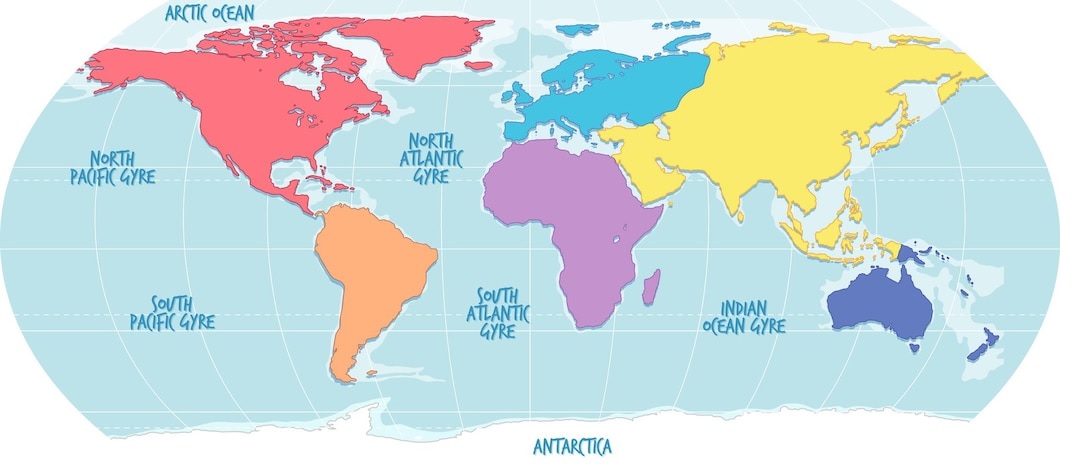 ARCTIC OCEAN
NORTH
PACIFIC GYRE
NORTH
ATLANTIC
GYRE
SOUTH
PACIFIC GYRE
SOUTH
ATLANTIC
GYRE
INDIAN
OCEAN GYRE
ANTARCTICA